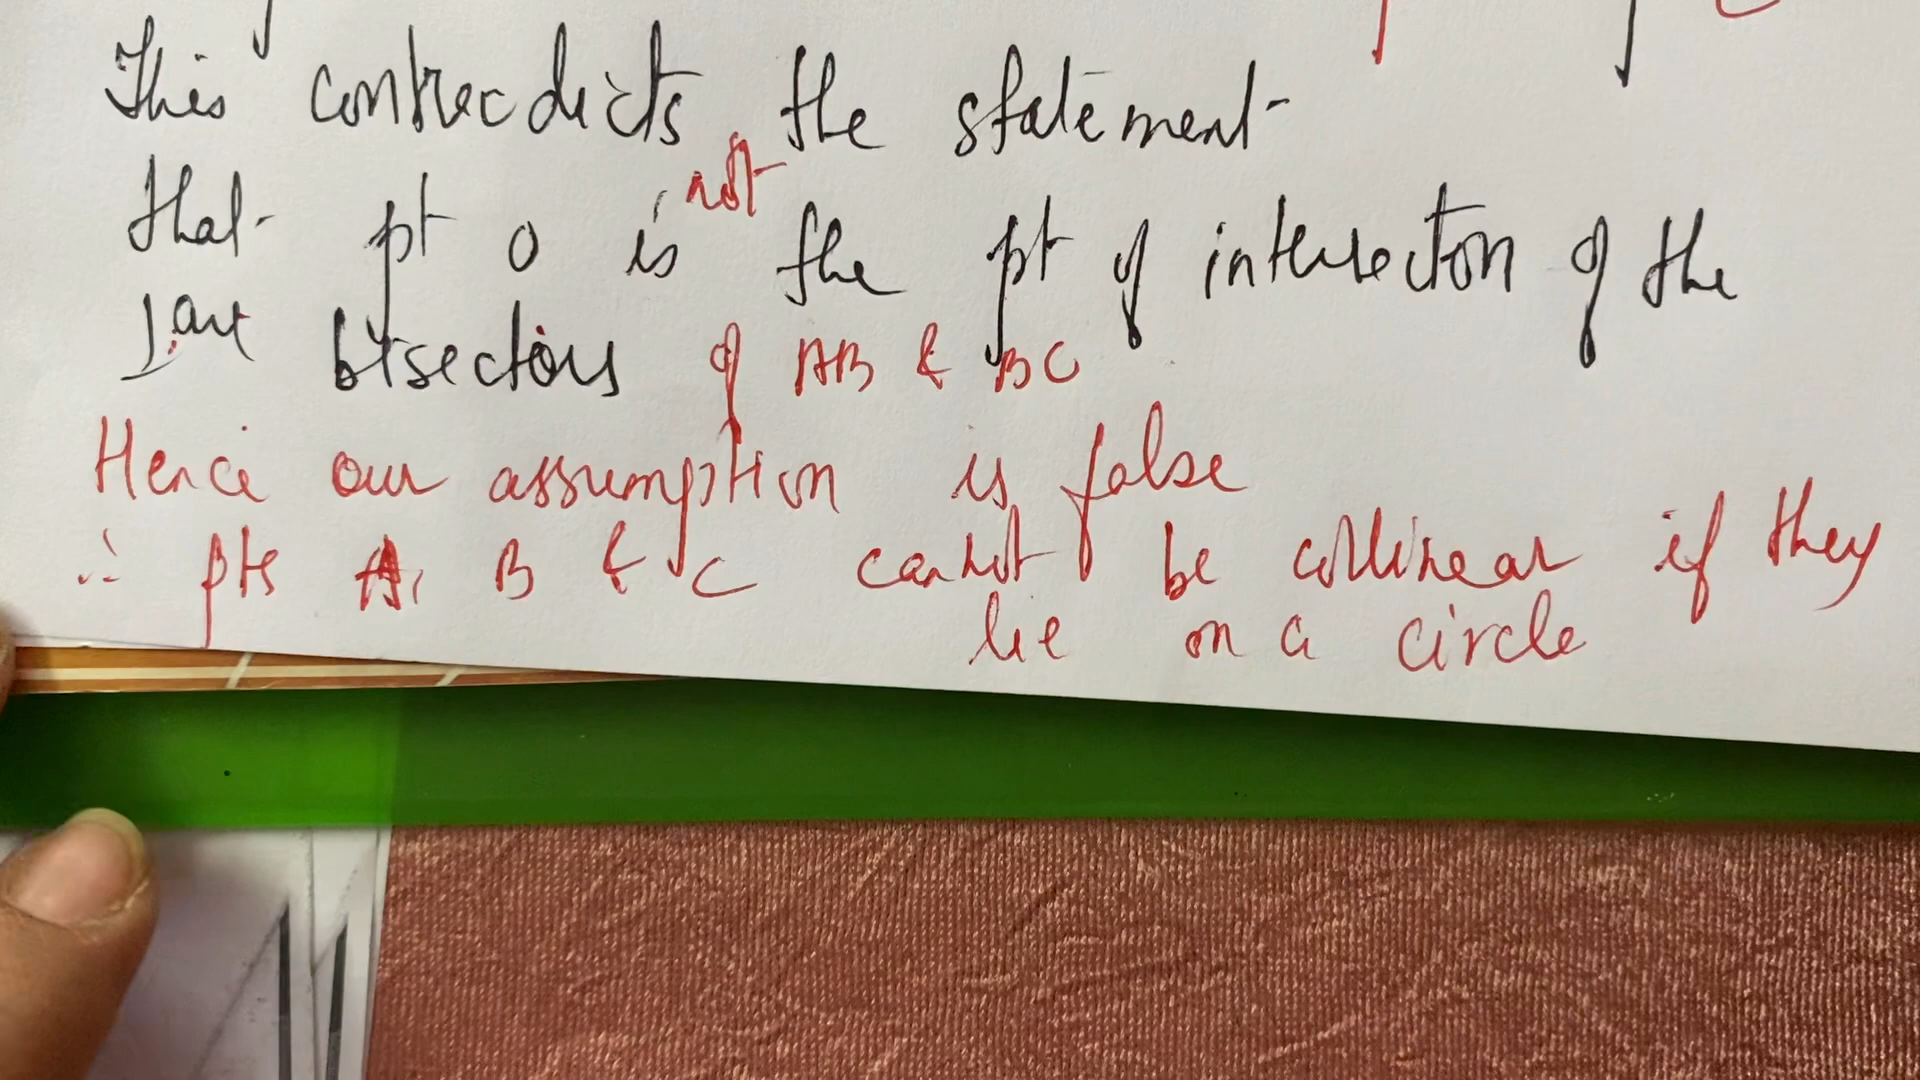 This contradicts the statement
that pt O is not the pt of intersection of the
⊥ar bisectors of AB & BC
Hence our assumption is false
∴ pts A, B & C cannot be collinear if they
lie on a circle